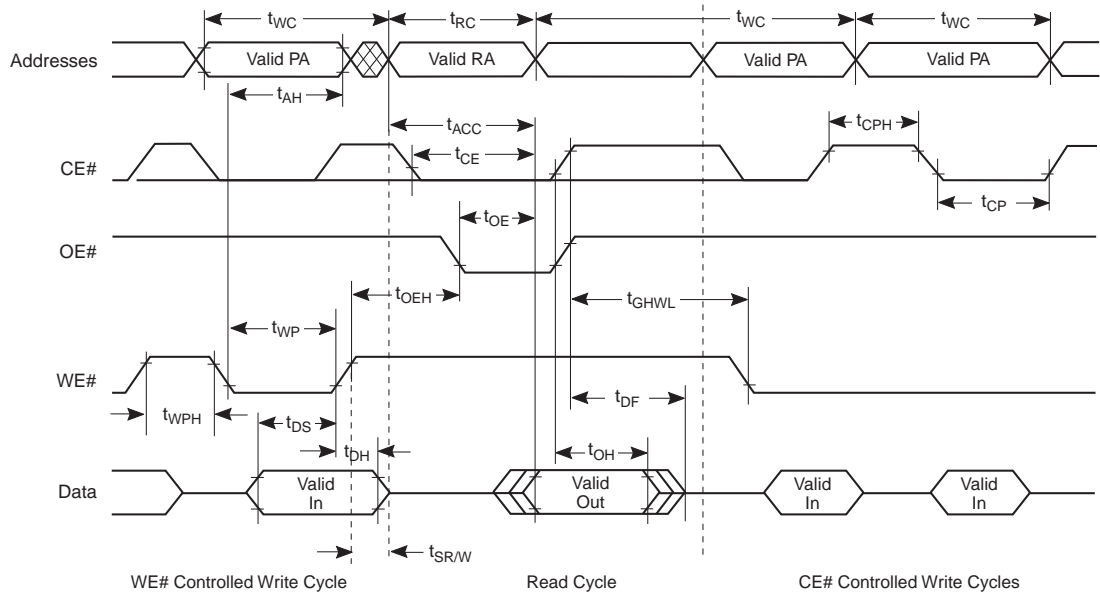 tWC tRC tWC tWC
Addresses Valid PA Valid RA Valid PA Valid PA
tAH
tACC tCPH
tCE
CE#
tOE tCP
OE#
tOEH tGHWL
tWP
WE#
tWPH tDS tDF
tDH tOH
Data Valid In Valid Out Valid In Valid In
tSR/W
WE# Controlled Write Cycle Read Cycle CE# Controlled Write Cycles